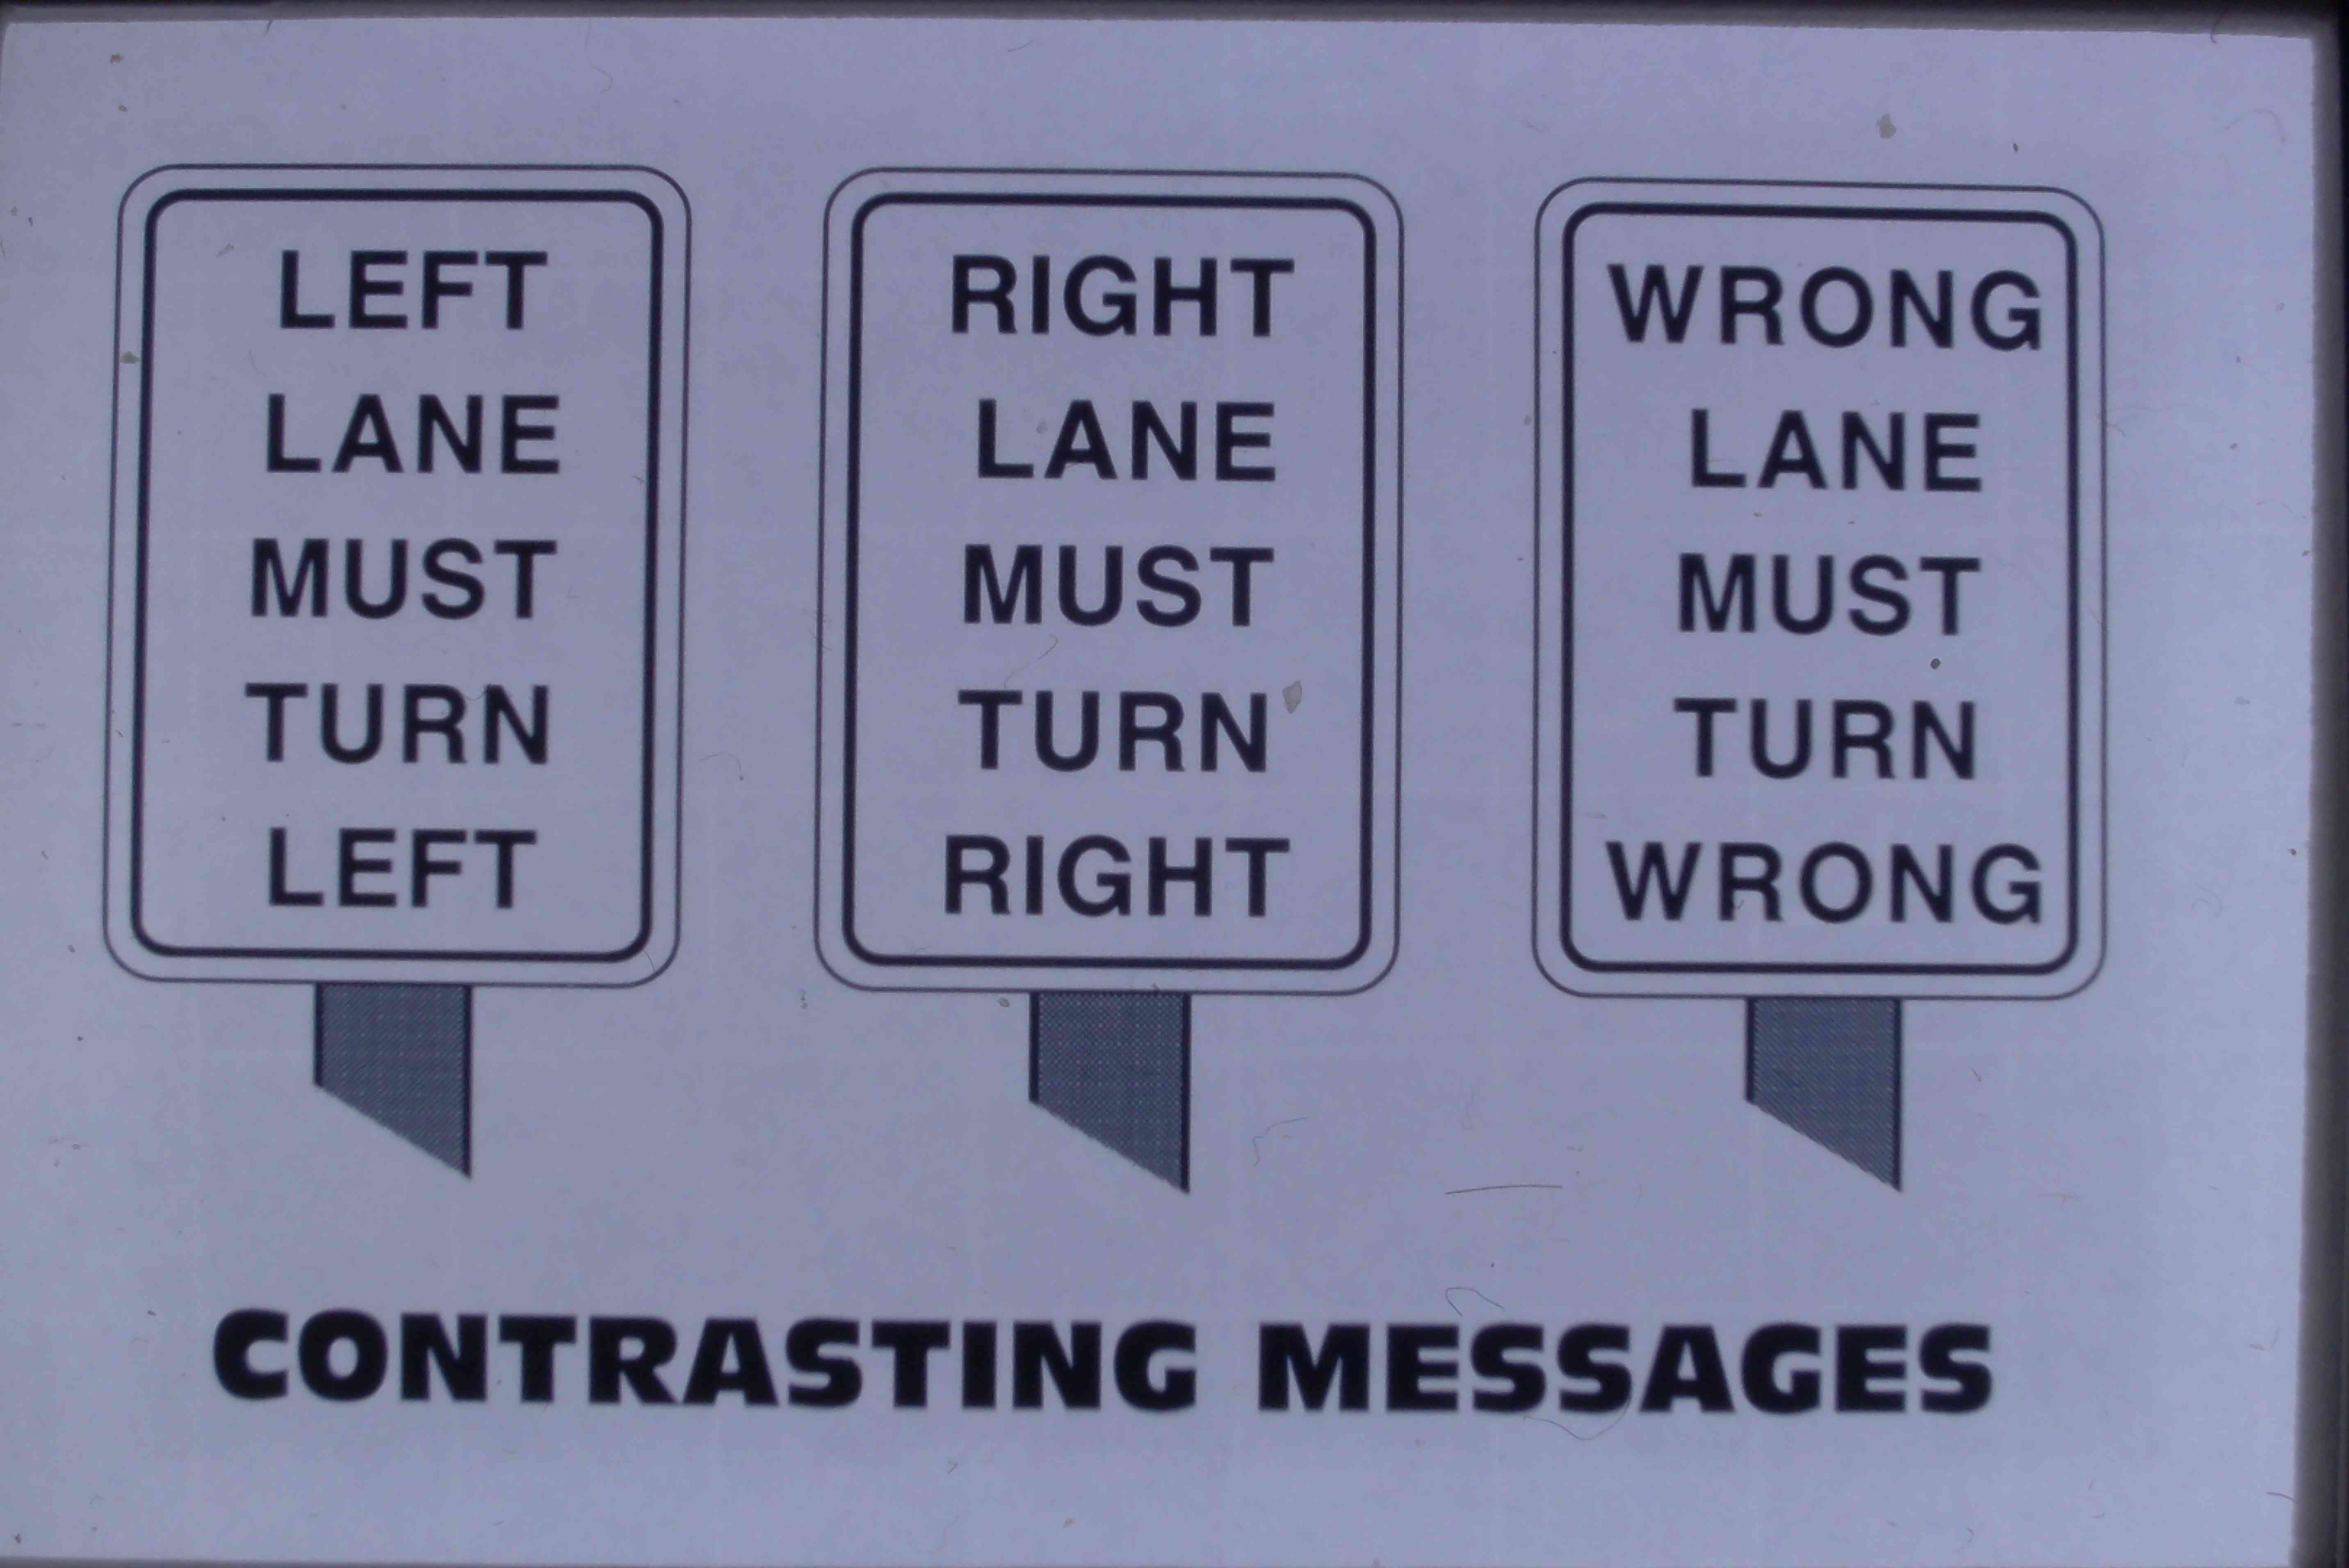 LEFT
LANE
MUST
TURN
LEFT
RIGHT
LANE
MUST
TURN
RIGHT
WRONG
LANE
MUST
TURN
WRONG
CONTRASTING MESSAGES